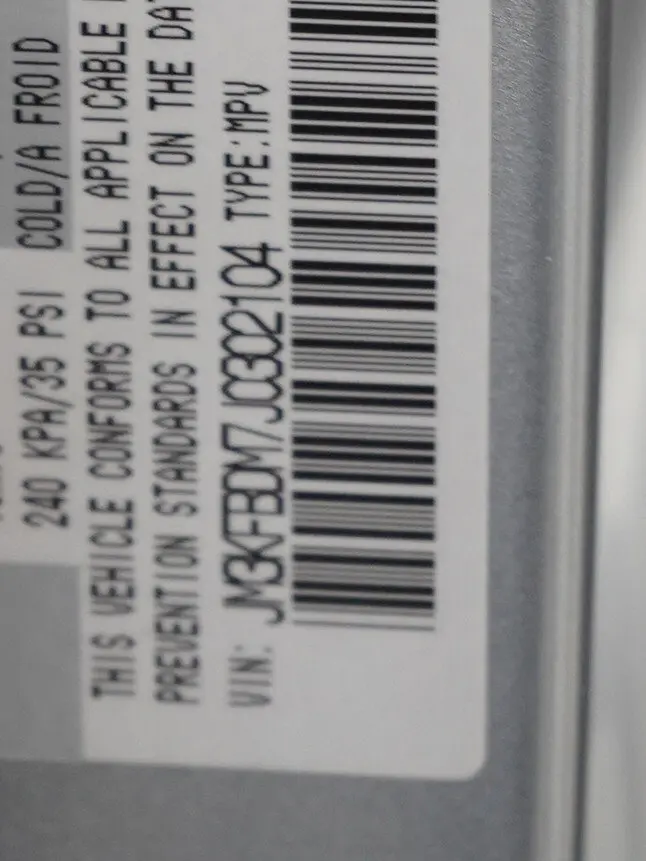 240 KPA/35 PSI COLD/A FROID
THIS VEHICLE CONFORMS TO ALL APPLICABLE
PREVENTION STANDARDS IN EFFECT ON THE DA
VIN: JM3KFBDM7J0302104 TYPE:MPV